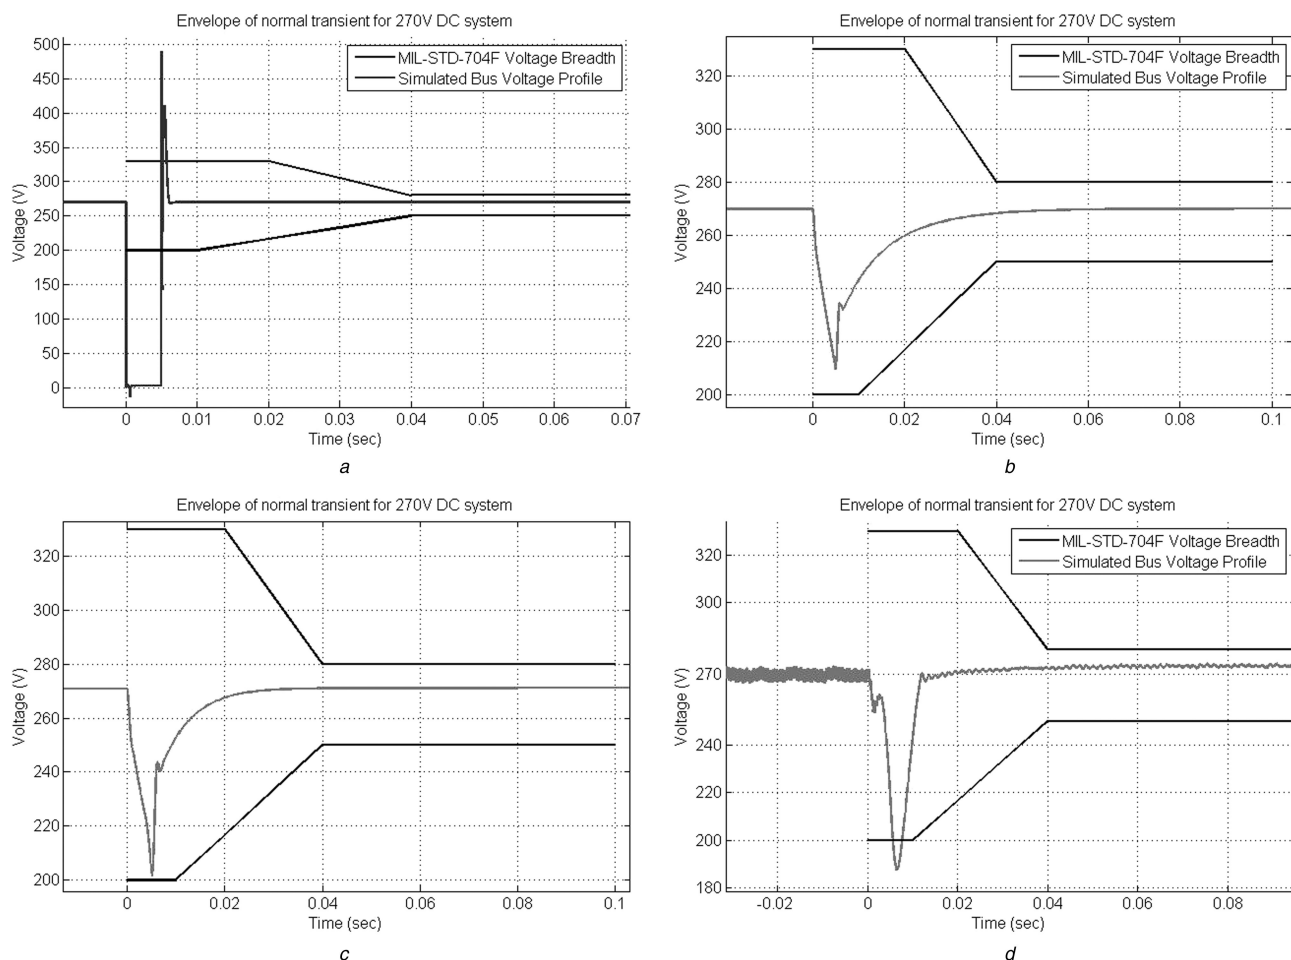 Envelope of normal transient for 270V DC system
500
450
400
350
300
250
200
150
100
50
0
Voltage (V)
MIL-STD-704F Voltage Breadth
Simulated Bus Voltage Profile
0 0.01 0.02 0.03 0.04 0.05 0.06 0.07
Time (sec)
a
Envelope of normal transient for 270V DC system
320
300
280
260
240
220
200
Voltage (V)
MIL-STD-704F Voltage Breadth
Simulated Bus Voltage Profile
0 0.02 0.04 0.06 0.08 0.1
Time (sec)
b
Envelope of normal transient for 270V DC system
320
300
280
260
240
220
200
Voltage (V)
0 0.02 0.04 0.06 0.08 0.1
Time (sec)
c
Envelope of normal transient for 270V DC system
320
300
270
240
220
200
180
Voltage (V)
MIL-STD-704F Voltage Breadth
Simulated Bus Voltage Profile
-0.02 0 0.02 0.04 0.06 0.08
Time (sec)
d